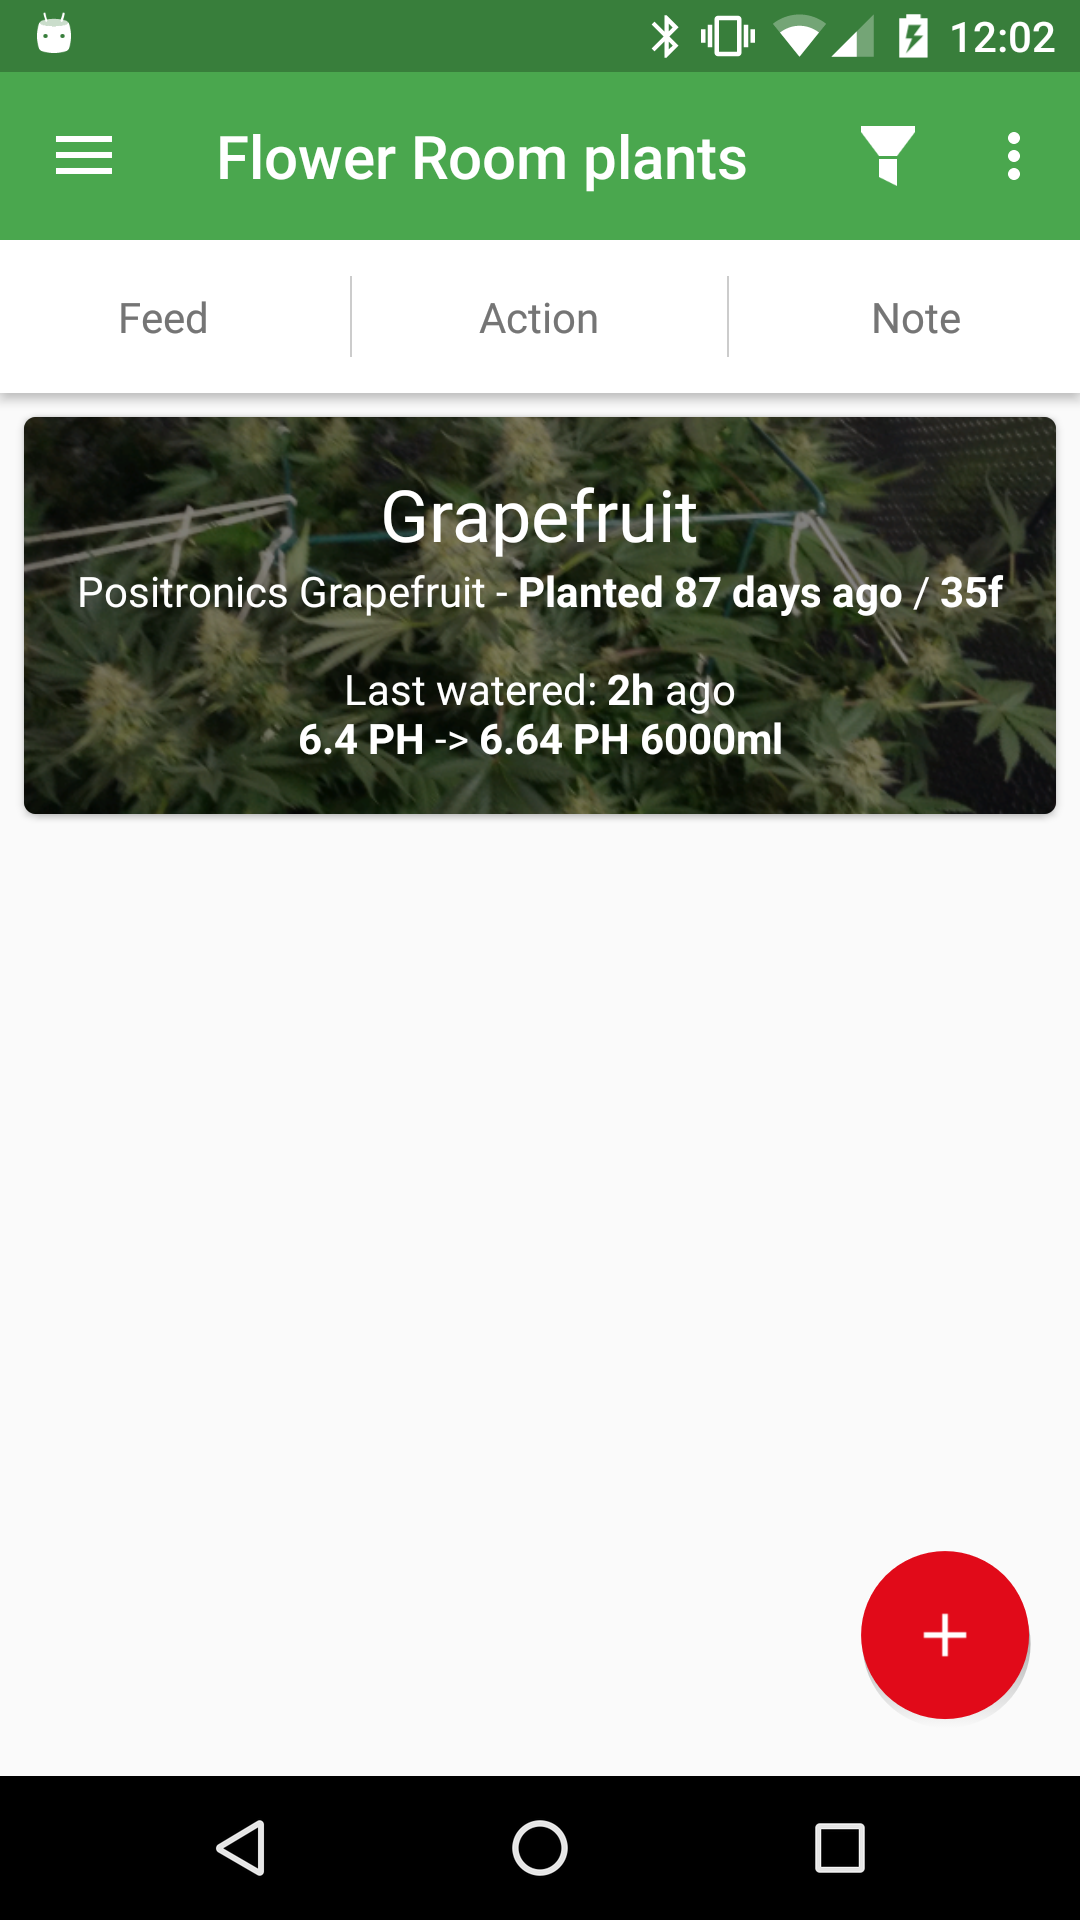 12:02
Flower Room plants
Feed
Action
Note
Grapefruit
Positronics Grapefruit - Planted 87 days ago / 35f
Last watered: 2h ago
6.4 PH -> 6.64 PH 6000ml